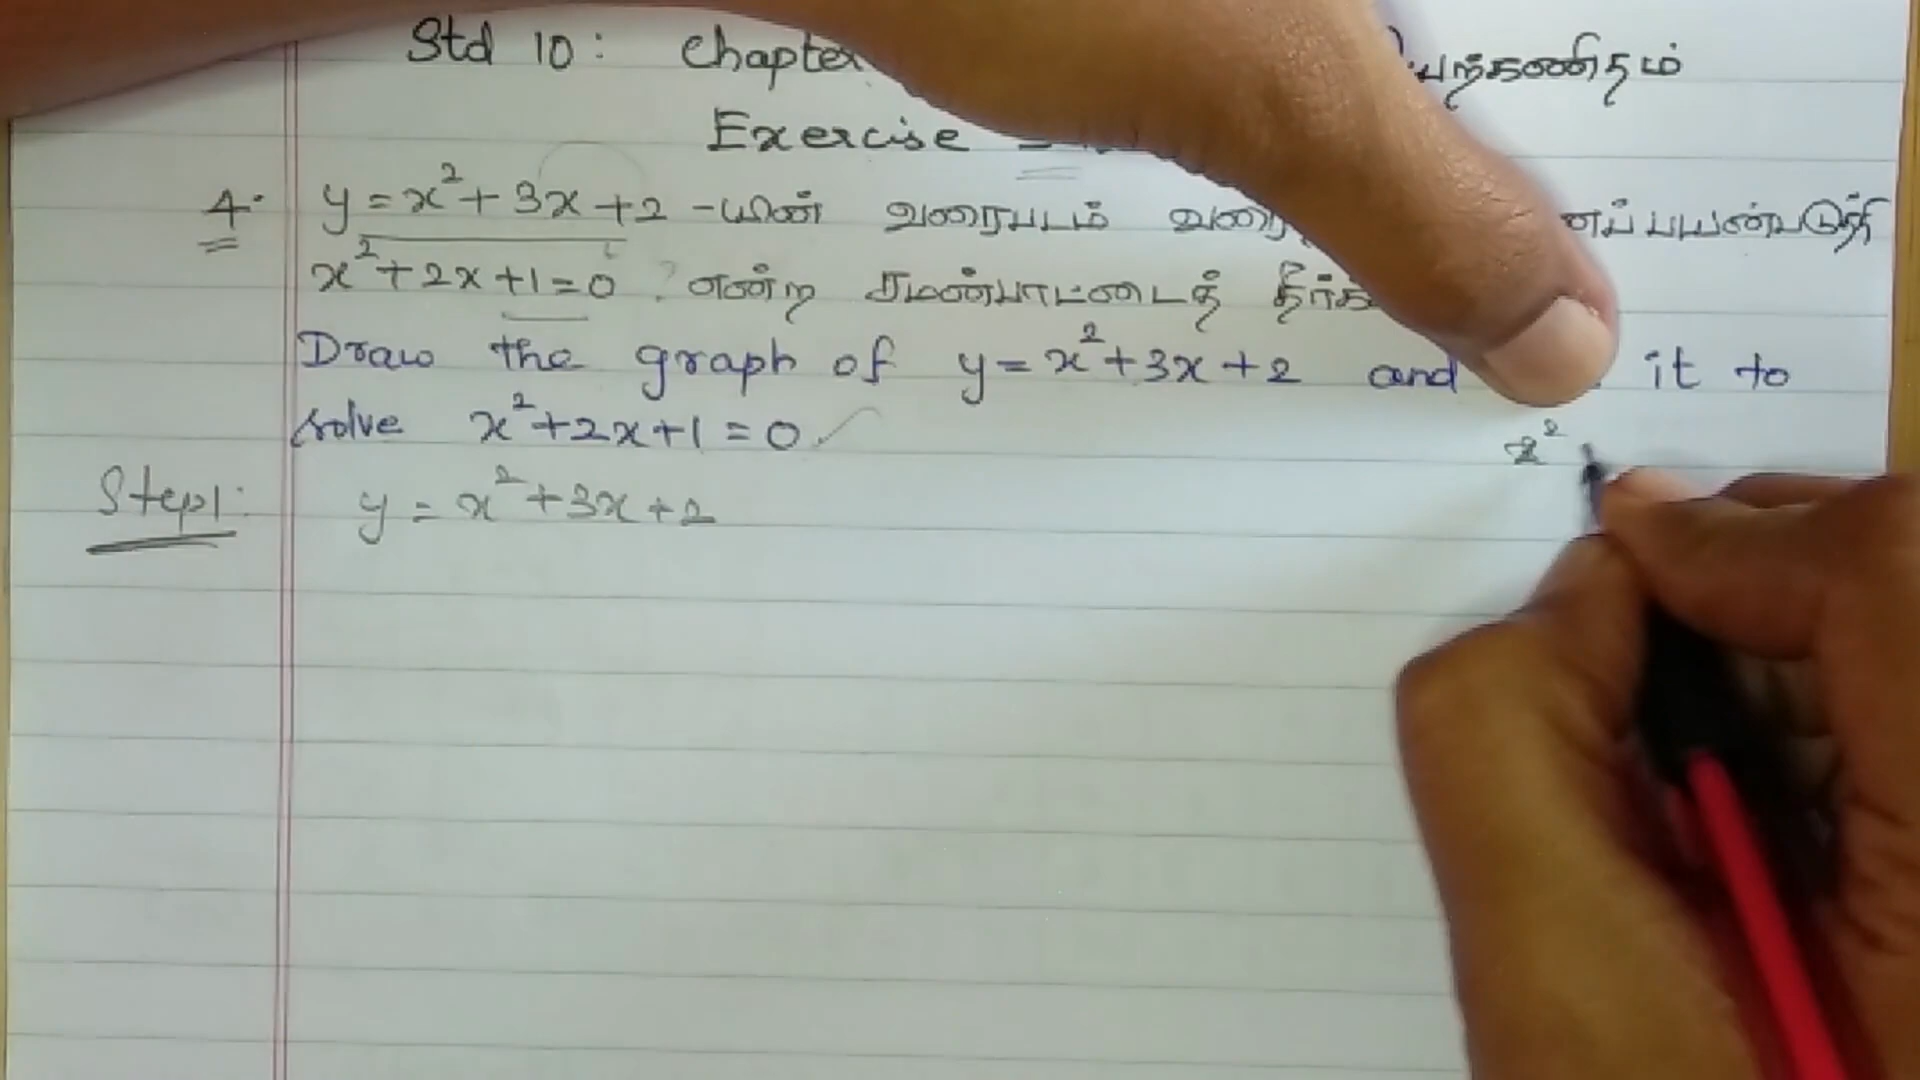 Std 10: Chapter
Exercise
4. y = x² + 3x + 2 -யின் வரைபடம்
x² + 2x + 1 = 0 என்ற சமன்பாட்டைத்
Draw the graph of y = x² + 3x + 2 and it to
solve x² + 2x + 1 = 0 ✓
x²
Step1: y = x² + 3x + 2